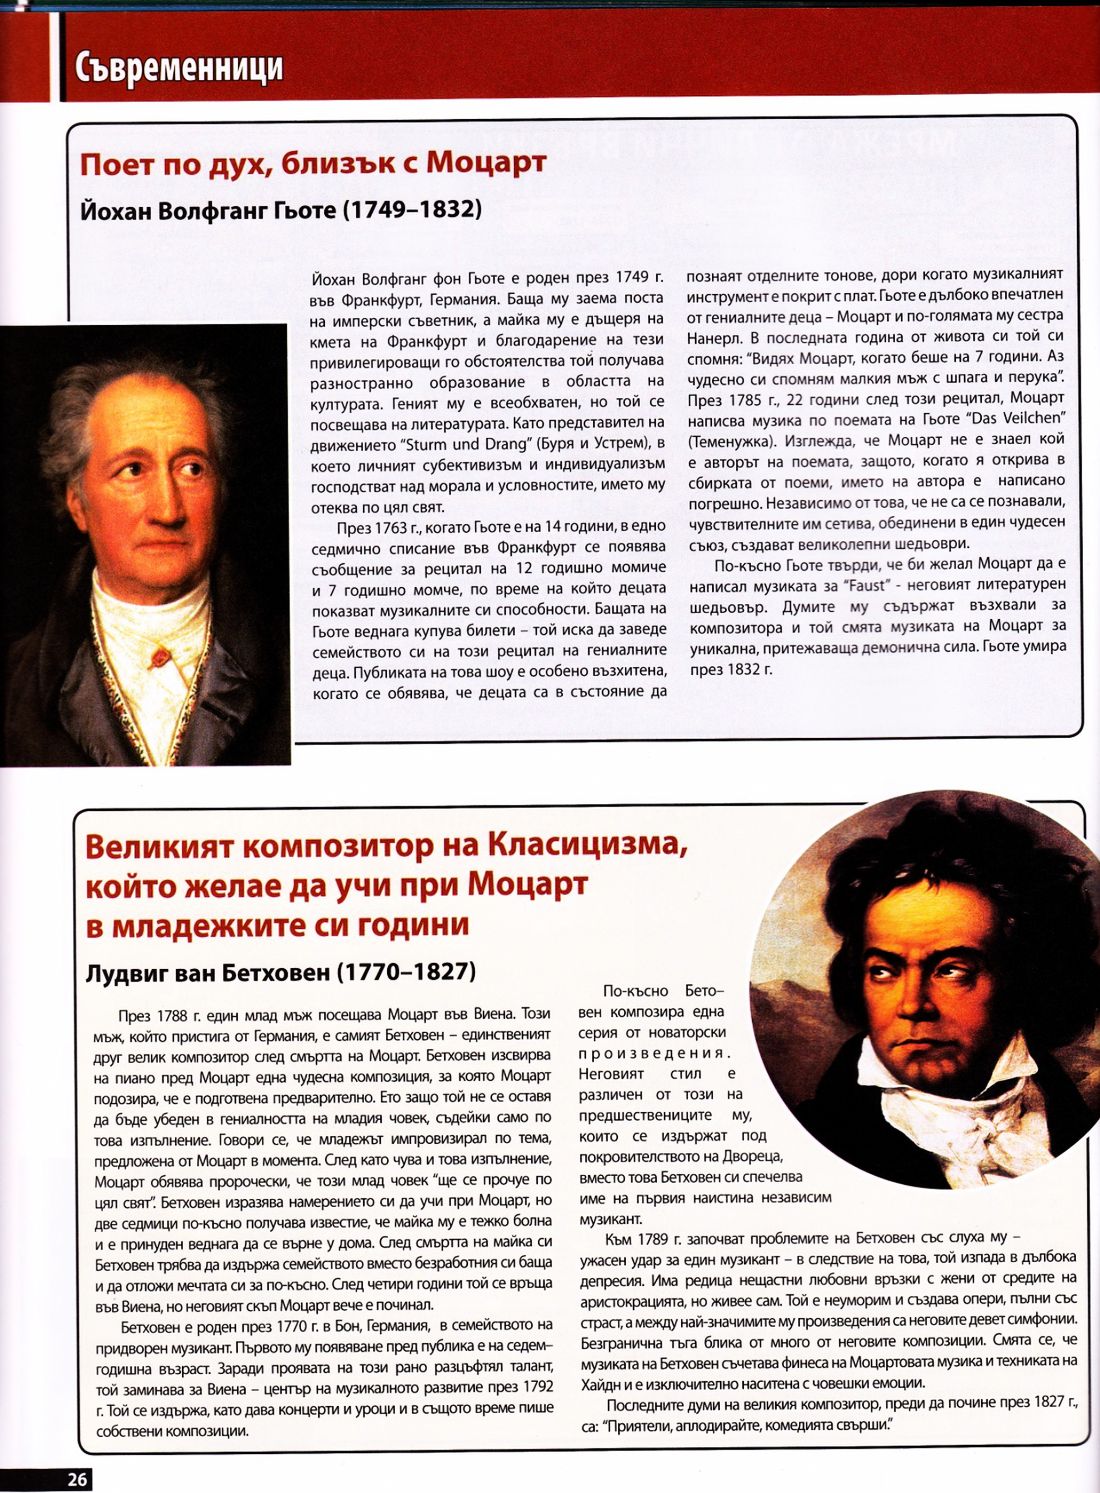 Съвременници
Поет по дух, близък с Моцарт
Йохан Волфганг Гьоте (1749–1832)
Йохан Волфганг фон Гьоте е роден през 1749 г.
във Франкфурт, Германия. Баща му заема поста
на имперски съветник, а майка му е дъщеря на
кмета на Франкфурт и благодарение на тези
привилегироващи го обстоятелства той получава
разностранно образование в областта на
културата. Геният му е всеобхватен, но той се
посвещава на литературата. Като представител на
движението “Sturm und Drang” (Буря и Устрем), в
което личният субективизъм и индивидуализъм
господстват над морала и условностите, името му
отеква по цял свят.
През 1763 г., когато Гьоте е на 14 години, в едно
седмично списание във Франкфурт се появява
съобщение за рецитал на 12 годишно момиче
и 7 годишно момче, по време на който децата
показват музикалните си способности. Бащата на
Гьоте веднага купува билети – той иска да заведе
семейството си на този рецитал на гениалните
деца. Публиката на това шоу е особено възхитена,
когато се обявява, че децата са в състояние да
познаят отделните тонове, дори когато музикалният
инструмент е покрит с плат. Гьоте е дълбоко впечатлен
от гениалните деца – Моцарт и по-голямата му сестра
Нанерл. В последната година от живота си той си
спомня: “Видях Моцарт, когато беше на 7 години. Аз
чудесно си спомням малкия мъж с шпага и перука”.
През 1785 г., 22 години след този рецитал, Моцарт
написва музика по поемата на Гьоте “Das Veilchen”
(Теменужка). Изглежда, че Моцарт не е знаел кой
е авторът на поемата, защото, когато я открива в
сбирката от поеми, името на автора е написано
погрешно. Независимо от това, че не са се познавали,
чувствителните им сетива, обединени в един чудесен
съюз, създават великолепни шедьоври.
По-късно Гьоте твърди, че би желал Моцарт да е
написал музиката за “Faust” - неговият литературен
шедьовър. Думите му съдържат възхвали за
композитора и той смята музиката на Моцарт за
уникална, притежаваща демонична сила. Гьоте умира
през 1832 г.
Великият композитор на Класицизма,
който желае да учи при Моцарт
в младежките си години
Лудвиг ван Бетховен (1770–1827)
През 1788 г. един млад мъж посещава Моцарт във Виена. Този
мъж, който пристига от Германия, е самият Бетховен – единственият
друг велик композитор след смъртта на Моцарт. Бетховен изсвирва
на пиано пред Моцарт една чудесна композиция, за която Моцарт
подозира, че е подготвена предварително. Ето защо той не се оставя
да бъде убеден в гениалността на младия човек, съдейки само по
това изпълнение. Говори се, че младежът импровизирал по тема,
предложена от Моцарт в момента. След като чува и това изпълнение,
Моцарт обявява пророчески, че този млад човек “ще се прочуе по
цял свят”. Бетховен изразява намерението си да учи при Моцарт, но
две седмици по-късно получава известие, че майка му е тежко болна
и е принуден веднага да се върне у дома. След смъртта на майка си
Бетховен трябва да издържа семейството вместо безработния си баща
и да отложи мечтата си за по-късно. След четири години той се връща
във Виена, но неговият скъп Моцарт вече е починал.
Бетховен е роден през 1770 г. в Бон, Германия, в семейството на
придворен музикант. Първото му появяване пред публика е на седем–
годишна възраст. Заради проявата на този рано разцъфтял талант,
той заминава за Виена – център на музикалното развитие през 1792
г. Той се издържа, като дава концерти и уроци и в същото време пише
собствени композиции.
По-късно Бето–
вен композира една
серия от новаторски
произведения.
Неговият стил е
различен от този на
предшествениците му,
които се издържат под
покровителството на Двореца,
вместо това Бетховен си спечелва
име на първия наистина независим
музикант.
Към 1789 г. започват проблемите на Бетховен със слуха му –
ужасен удар за един музикант – в следствие на това, той изпада в дълбока
депресия. Има редица нещастни любовни връзки с жени от средите на
аристокрацията, но живее сам. Той е неуморим и създава опери, пълни със
страст, а между най-значимите му произведения са неговите девет симфонии.
Безгранична тъга блика от много от неговите композиции. Смята се, че
музиката на Бетховен съчетава финеса на Моцартовата музика и техниката на
Хайдн и е изключително наситена с човешки емоции.
Последните думи на великия композитор, преди да почине през 1827 г.,
са: “Приятели, аплодирайте, комедията свърши.”
26